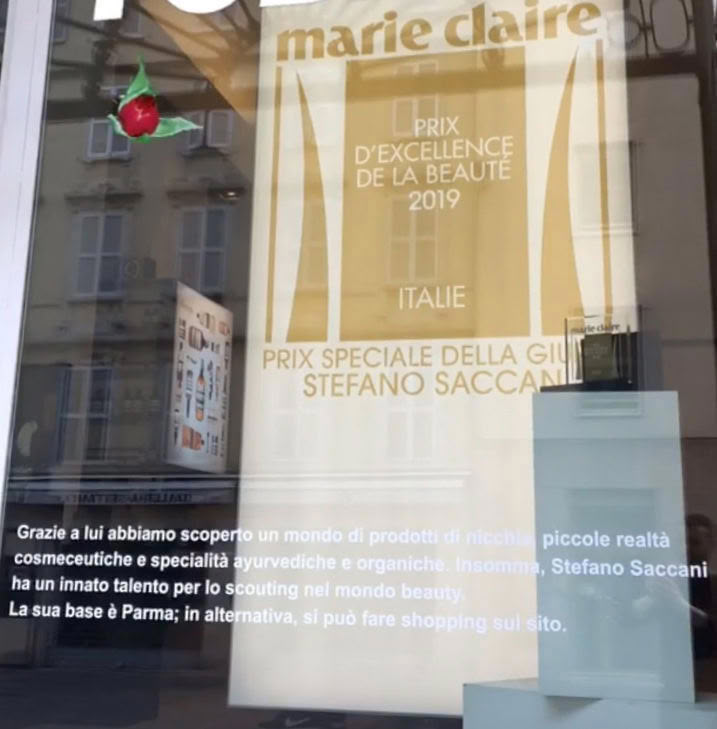 marie claire
PRIX
D'EXCELLENCE
DE LA BEAUTÉ
2019
ITALIE
PRIX SPECIALE DELLA
STEFANO SACCANI
marie claire
Grazie a lui abbiamo scoperto un mondo di prodotti di nicchia, piccole realtà
cosmeceutiche e specialità ayurvediche e organiche. Insomma, Stefano Saccani
ha un innato talento per lo scouting nel mondo beauty.
La sua base è Parma; in alternativa, si può fare shopping sul sito.